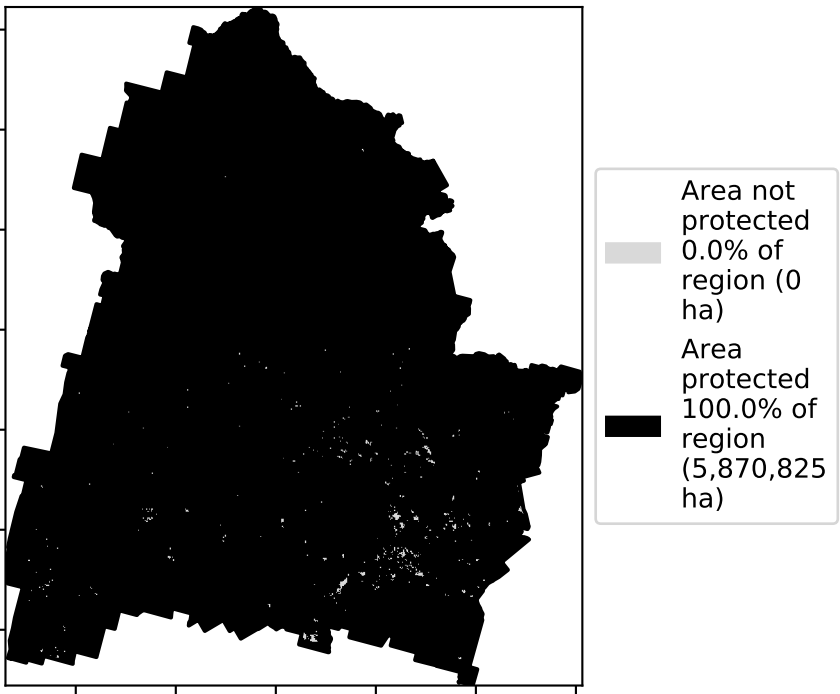 Area not
protected
0.0% of
region (0
ha)
Area
protected
100.0% of
region
(5,870,825
ha)